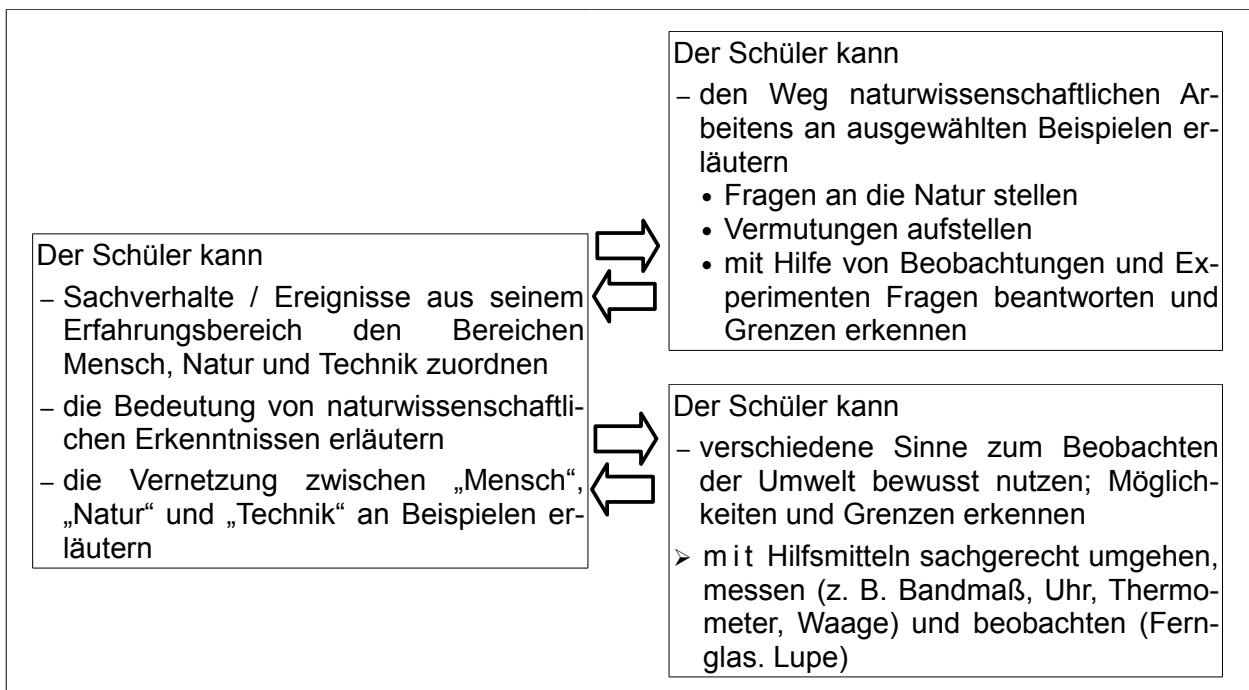 Der Schüler kann
– Sachverhalte / Ereignisse aus seinem
Erfahrungsbereich den Bereichen
Mensch, Natur und Technik zuordnen
– die Bedeutung von naturwissenschaftli-
chen Erkenntnissen erläutern
– die Vernetzung zwischen „Mensch“,
„Natur“ und „Technik“ an Beispielen er-
läutern
Der Schüler kann
– den Weg naturwissenschaftlichen Ar-
beitens an ausgewählten Beispielen er-
läutern
• Fragen an die Natur stellen
• Vermutungen aufstellen
• mit Hilfe von Beobachtungen und Ex-
perimenten Fragen beantworten und
Grenzen erkennen
Der Schüler kann
– verschiedene Sinne zum Beobachten
der Umwelt bewusst nutzen; Möglich-
keiten und Grenzen erkennen
➢ mit Hilfsmitteln sachgerecht umgehen,
messen (z. B. Bandmaß, Uhr, Thermo-
meter, Waage) und beobachten (Fern-
glas. Lupe)